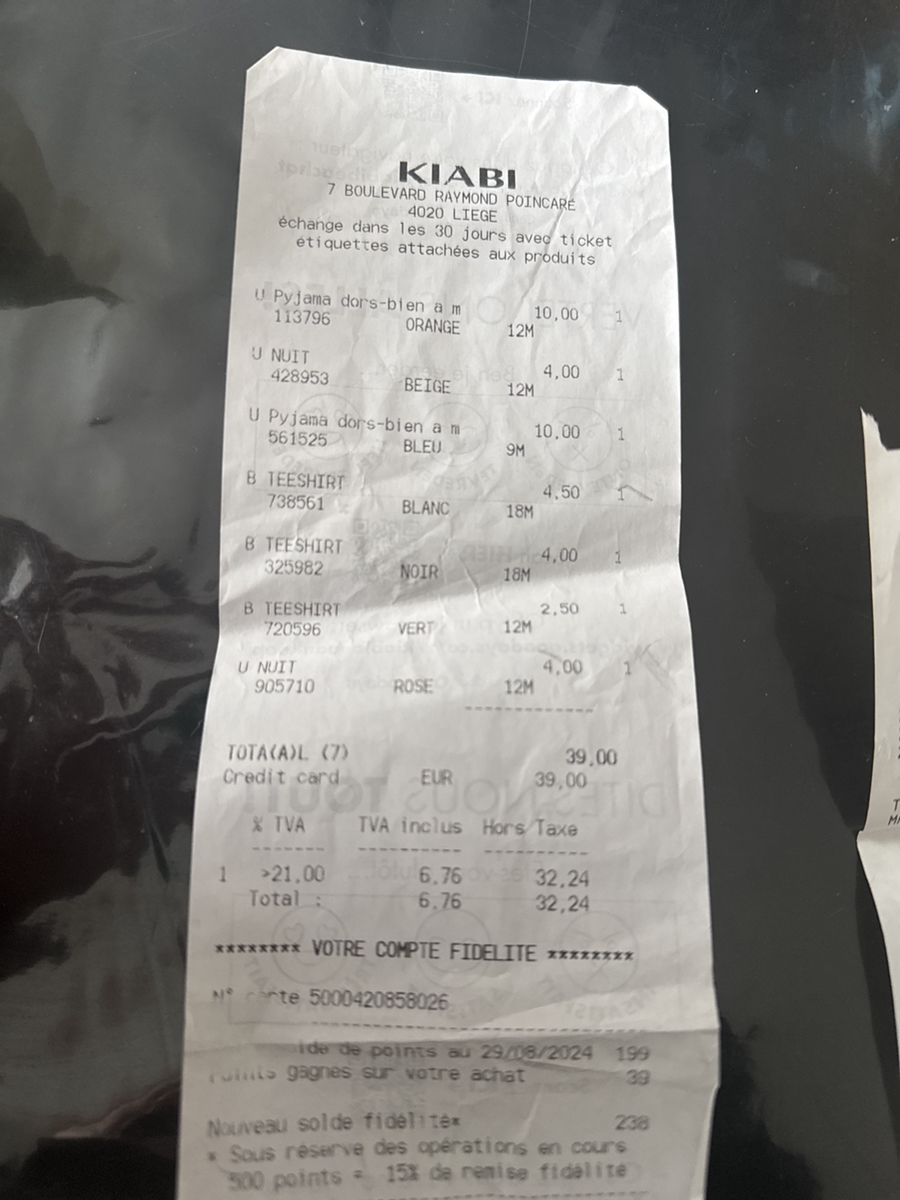 KIABI
7 BOULEVARD RAYMOND POINCARÉ
4020 LIEGE
échange dans les 30 jours avec ticket
étiquettes attachées aux produits
U Pyjama dors-bien a m 10,00 1
113796 ORANGE 12M
U NUIT 4,00 1
428953 BEIGE 12M
U Pyjama dors-bien a m 10,00 1
561525 BLEU 9M
B TEESHIRT 4,50 1
738561 BLANC 18M
B TEESHIRT 4,00 1
325982 NOIR 18M
B TEESHIRT 2,50 1
720596 VERT 12M
U NUIT 4,00 1
905710 ROSE 12M
------------
TOTA(A)L (7) 39,00
Credit card EUR 39,00
% TVA TVA inclus Hors Taxe
------- ---------- ----------
1 >21,00 6,76 32,24
Total : 6,76 32,24
******** VOTRE COMPTE FIDELITE ********
N° carte 5000420858026
de points au 29/08/2024 199
Points gagnes sur votre achat 39
Nouveau solde fidélité* 238
* Sous réserve des opérations en cours
500 points = 15% de remise fidélité